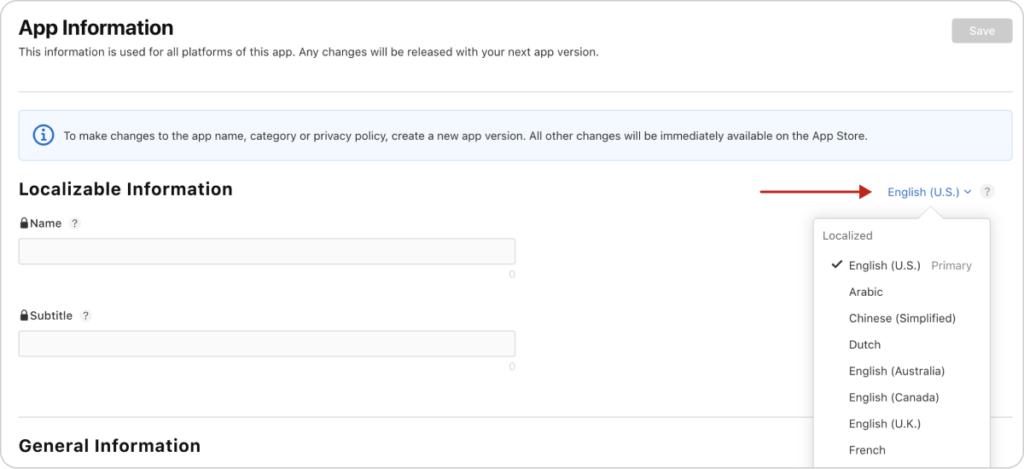 App Information
Save
This information is used for all platforms of this app. Any changes will be released with your next app version.
To make changes to the app name, category or privacy policy, create a new app version. All other changes will be immediately available on the App Store.
Localizable Information
English (U.S.) ?
Name ?
0
Subtitle ?
0
Localized
English (U.S.) Primary
Arabic
Chinese (Simplified)
Dutch
English (Australia)
English (Canada)
English (U.K.)
French
General Information